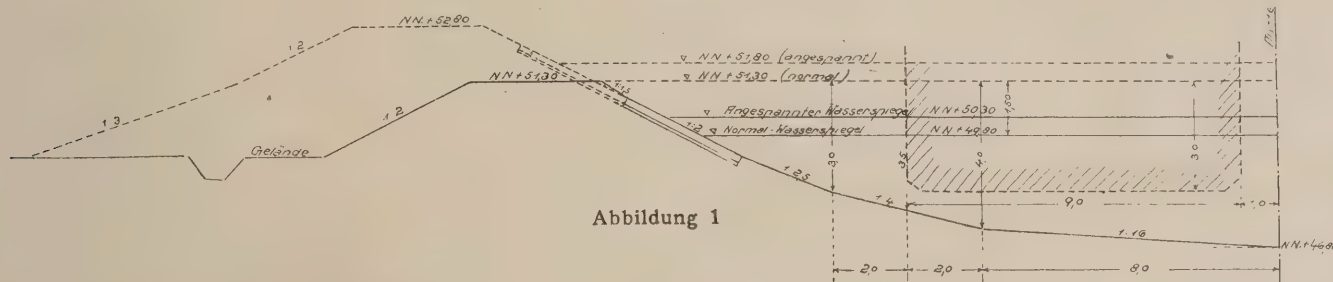 NN.+52,80
1:2
1:3
NN+51,80 (angespannt)
NN+51,30 (normal)
NN+51,30
1:1,5
1:2
Angespannter Wasserspiegel NN+50,30
1:2
Normal-Wasserspiegel NN+49,80
1,50
Gelände
3,0
3,5
4,0
3,0
1:2,5
1:4
9,0
1,0
1:16
NN.+46,8
2,0
2,0
8,0
Abbildung 1